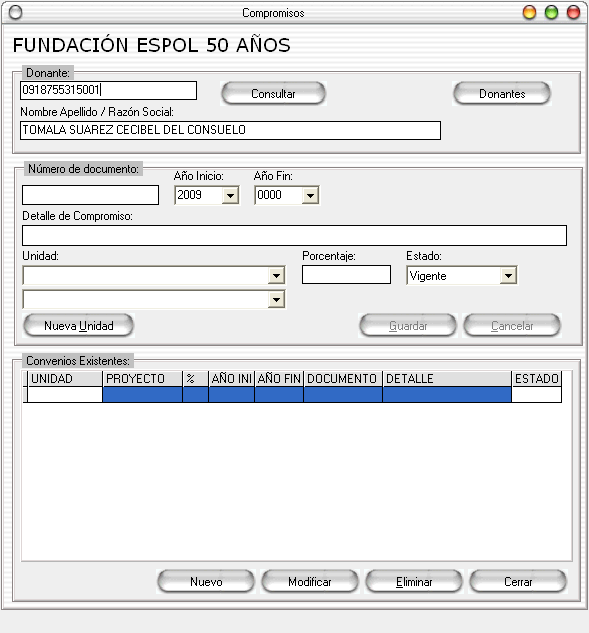 Compromisos
FUNDACIÓN ESPOL 50 AÑOS
Donante:
0918755315001
Consultar
Donantes
Nombre Apellido / Razón Social:
TOMALA SUAREZ CECIBEL DEL CONSUELO
Número de documento:
Año Inicio:
Año Fin:
2009
0000
Detalle de Compromiso:
Unidad:
Porcentaje:
Estado:
Vigente
Nueva Unidad
Guardar
Cancelar
Convenios Existentes:
UNIDAD PROYECTO % AÑO INI AÑO FIN DOCUMENTO DETALLE ESTADO
Nuevo
Modificar
Eliminar
Cerrar